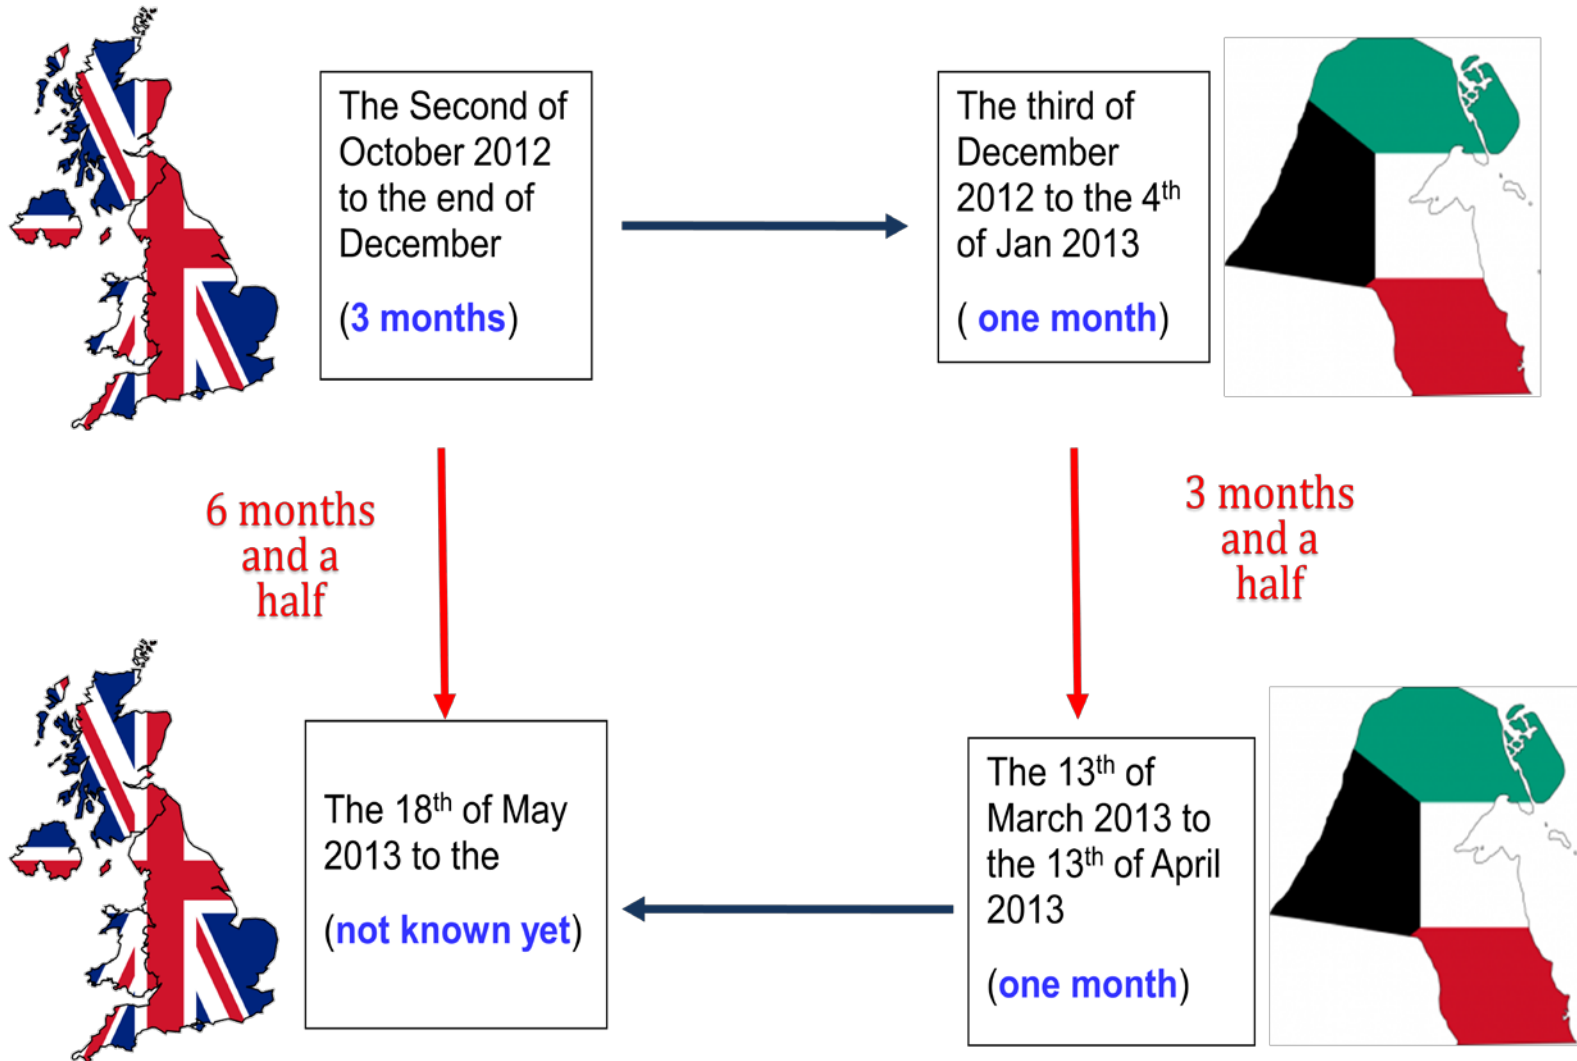 The Second of
October 2012
to the end of
December
(3 months)
The third of
December
2012 to the 4th
of Jan 2013
( one month)
6 months
and a
half
3 months
and a
half
The 18th of May
2013 to the
(not known yet)
The 13th of
March 2013 to
the 13th of April
2013
(one month)